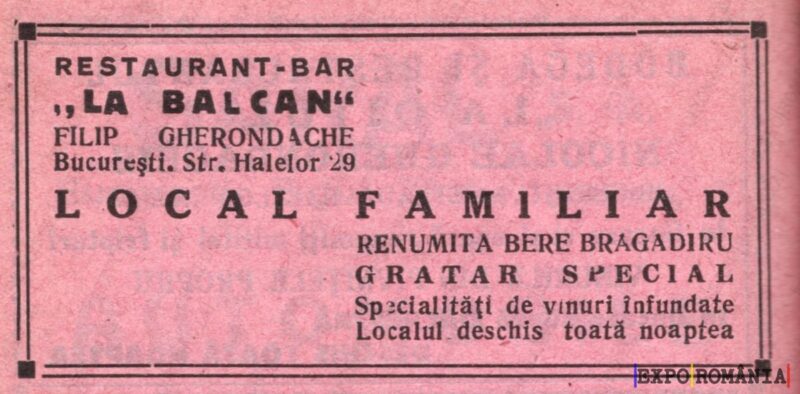 RESTAURANT-BAR
„LA BALCAN“
FILIP GHERONDACHE
Bucureşti. Str. Halelor 29
LOCAL FAMILIAR
RENUMITA BERE BRAGADIRU
GRATAR SPECIAL
Specialităţi de vinuri înfundate
Localul deschis toată noaptea
EXPO ROMÂNIA